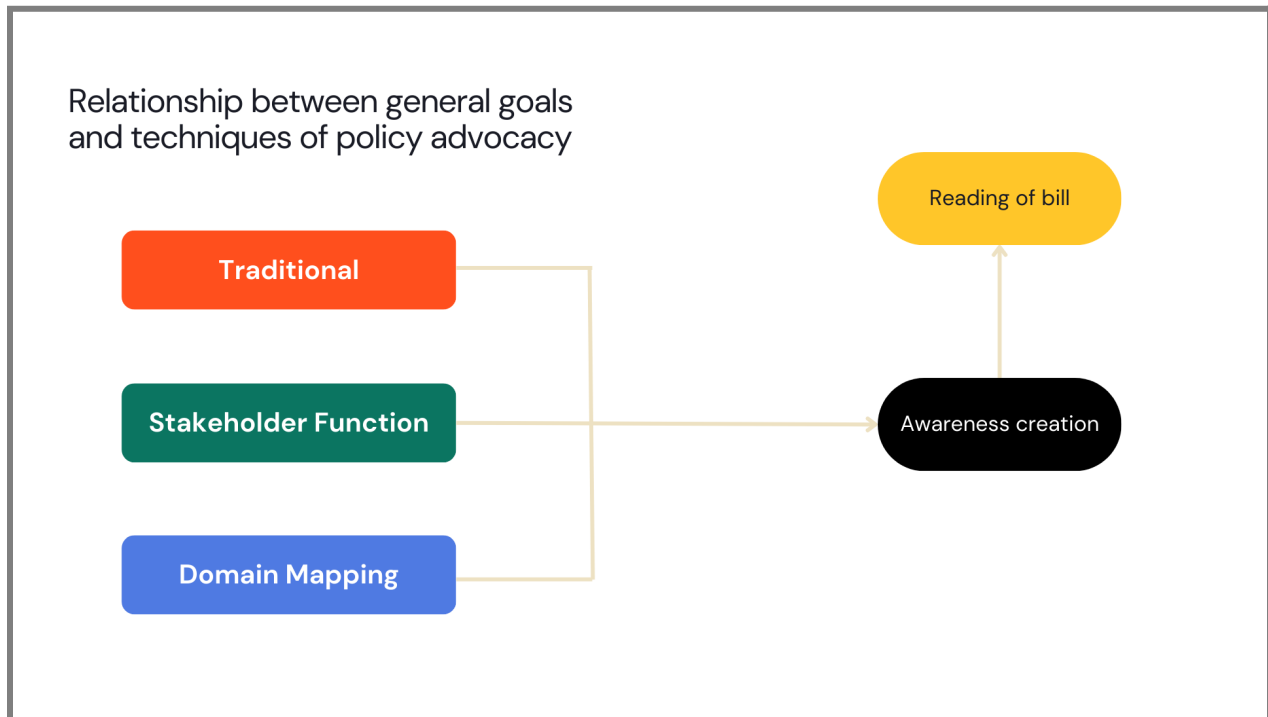 Relationship between general goals
and techniques of policy advocacy
Reading of bill
Traditional
Stakeholder Function
Awareness creation
Domain Mapping